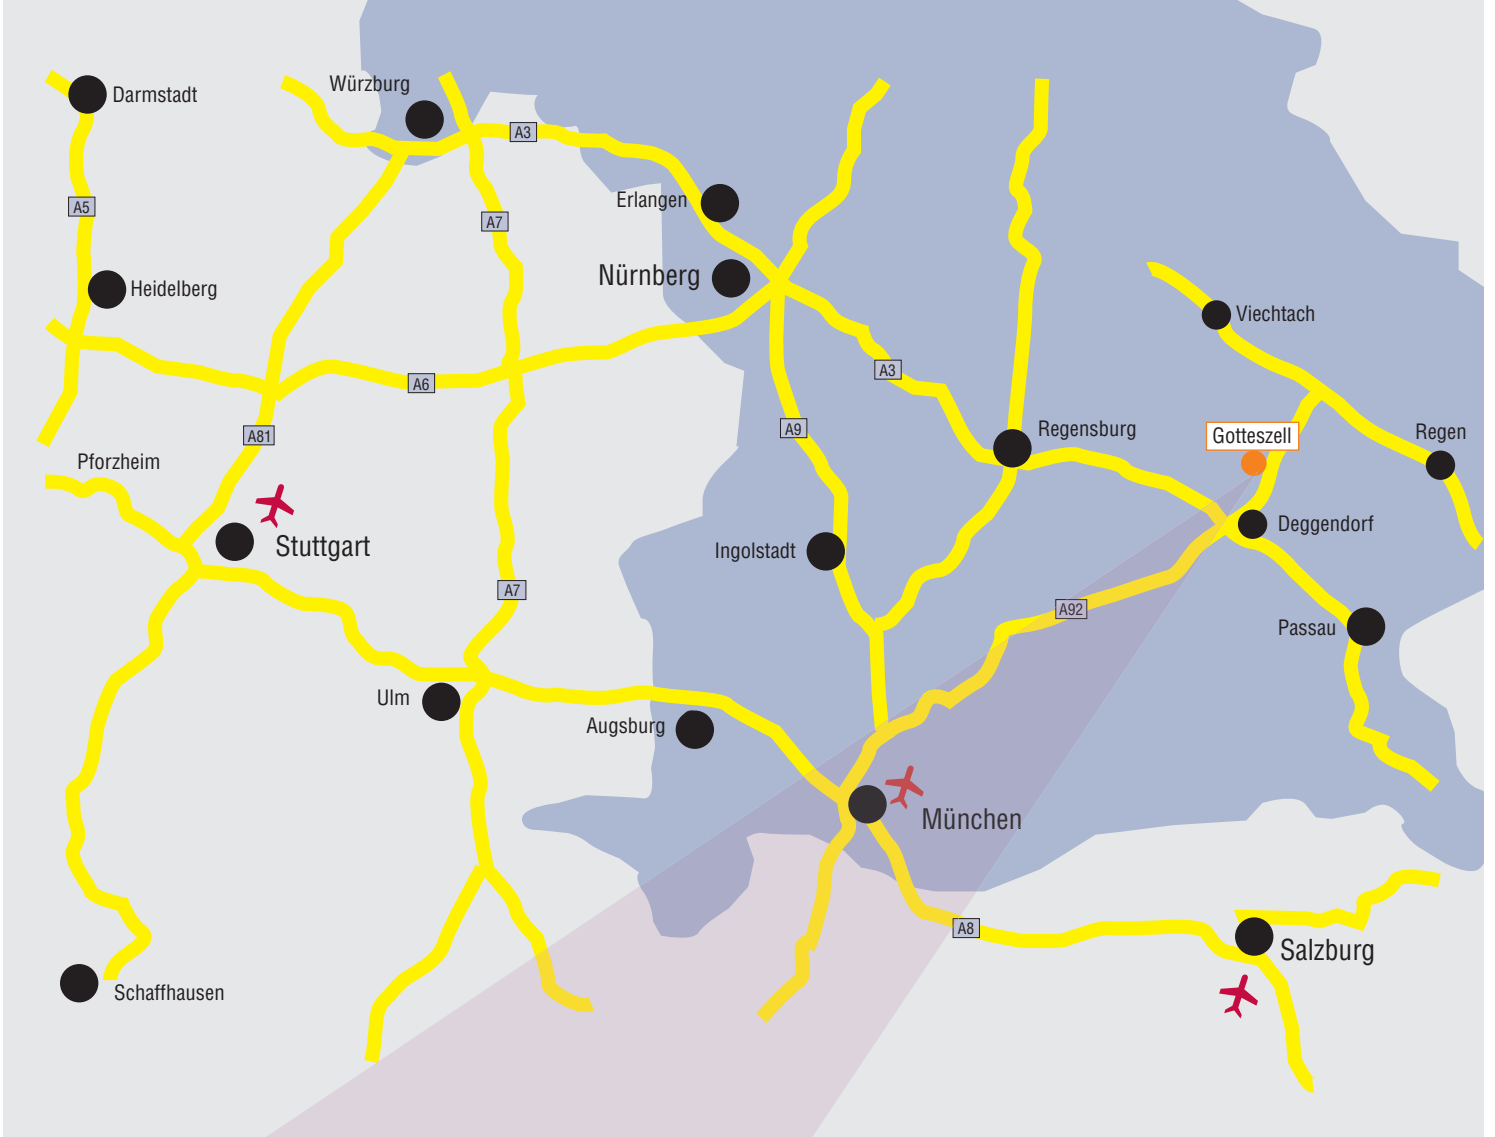 Würzburg
Darmstadt
A3
Erlangen
A5
A7
Nürnberg
Heidelberg
Viechtach
A3
A6
A9
Regensburg
Gotteszell
Regen
A81
Pforzheim
Deggendorf
Stuttgart
Ingolstadt
A7
A92
Passau
Ulm
Augsburg
München
A8
Salzburg
Schaffhausen